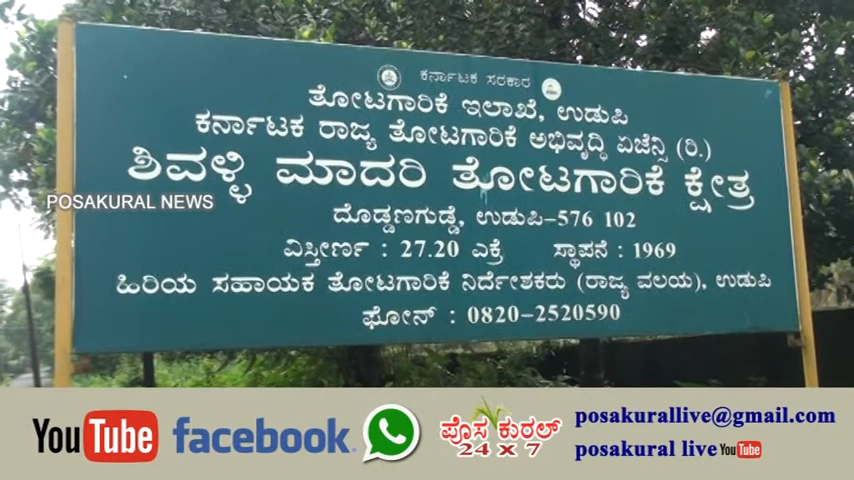 ಕರ್ನಾಟಕ ಸರಕಾರ
ತೋಟಗಾರಿಕೆ ಇಲಾಖೆ, ಉಡುಪಿ
ಕರ್ನಾಟಕ ರಾಜ್ಯ ತೋಟಗಾರಿಕೆ ಅಭಿವೃದ್ಧಿ ಏಜೆನ್ಸಿ (ರಿ.)
ಶಿವಳ್ಳಿ ಮಾದರಿ ತೋಟಗಾರಿಕೆ ಕ್ಷೇತ್ರ
POSAKURAL NEWS
ದೊಡ್ಡಣಗುಡ್ಡೆ, ಉಡುಪಿ-576 102
ವಿಸ್ತೀರ್ಣ : 27.20 ಎಕ್ರೆ ಸ್ಥಾಪನೆ : 1969
ಹಿರಿಯ ಸಹಾಯಕ ತೋಟಗಾರಿಕೆ ನಿರ್ದೇಶಕರು (ರಾಜ್ಯ ವಲಯ), ಉಡುಪಿ
ಫೋನ್ : 0820-2520590
YouTube facebook. ಪೊಸ ಕುರಲ್ 24 x 7
posakurallive@gmail.com
posakural live YouTube